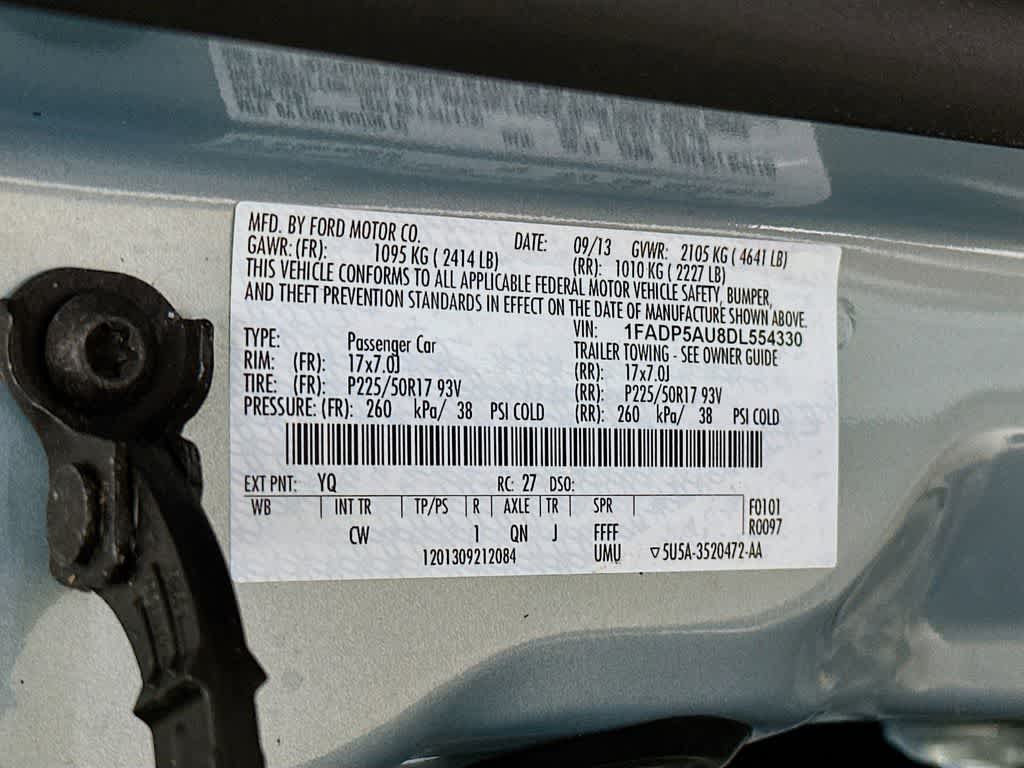 MFD. BY FORD MOTOR CO. DATE: 09/13 GVWR: 2105 KG ( 4641 LB)
GAWR: (FR): 1095 KG ( 2414 LB) (RR): 1010 KG ( 2227 LB)
THIS VEHICLE CONFORMS TO ALL APPLICABLE FEDERAL MOTOR VEHICLE SAFETY, BUMPER,
AND THEFT PREVENTION STANDARDS IN EFFECT ON THE DATE OF MANUFACTURE SHOWN ABOVE.
VIN: 1FADP5AU8DL554330
TYPE: Passenger Car TRAILER TOWING - SEE OWNER GUIDE
RIM: (FR): 17x7.0J (RR): 17x7.0J
TIRE: (FR): P225/50R17 93V (RR): P225/50R17 93V
PRESSURE: (FR): 260 kPa/ 38 PSI COLD (RR): 260 kPa/ 38 PSI COLD
EXT PNT: YQ RC: 27 DSO:
WB INT TR TP/PS R AXLE TR SPR F0101
CW 1 QN J FFFF R0097
1201309212084 UMU ▽5U5A-3520472-AA